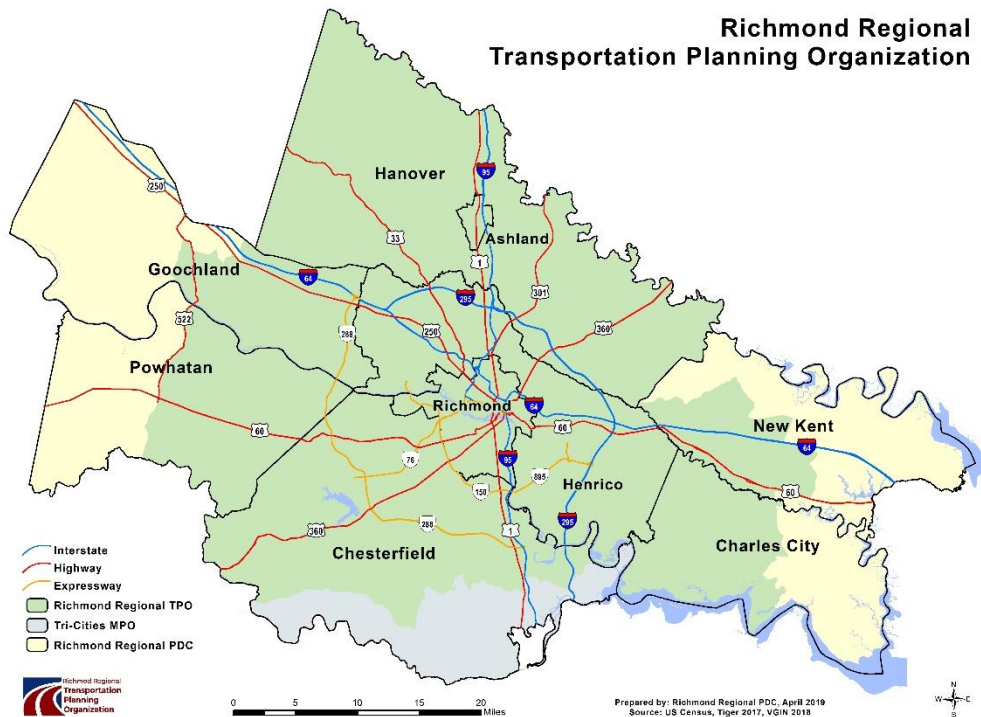 Richmond Regional
Transportation Planning Organization
Hanover
95
250
33
Ashland
1
Goochland
64
295
301
522
288
250
360
Powhatan
Richmond
64
60
New Kent
60
76
95
895
Henrico
64
150
60
360
288
1
295
Chesterfield
Charles City
Interstate
Highway
Expressway
Richmond Regional TPO
Tri-Cities MPO
Richmond Regional PDC
Richmond Regional
Transportation
Planning
Organization
0 5 10 20
Miles
Prepared by: Richmond Regional PDC, April 2019
Source: US Census, Tiger 2017, VGIN 2018
N
W E
S